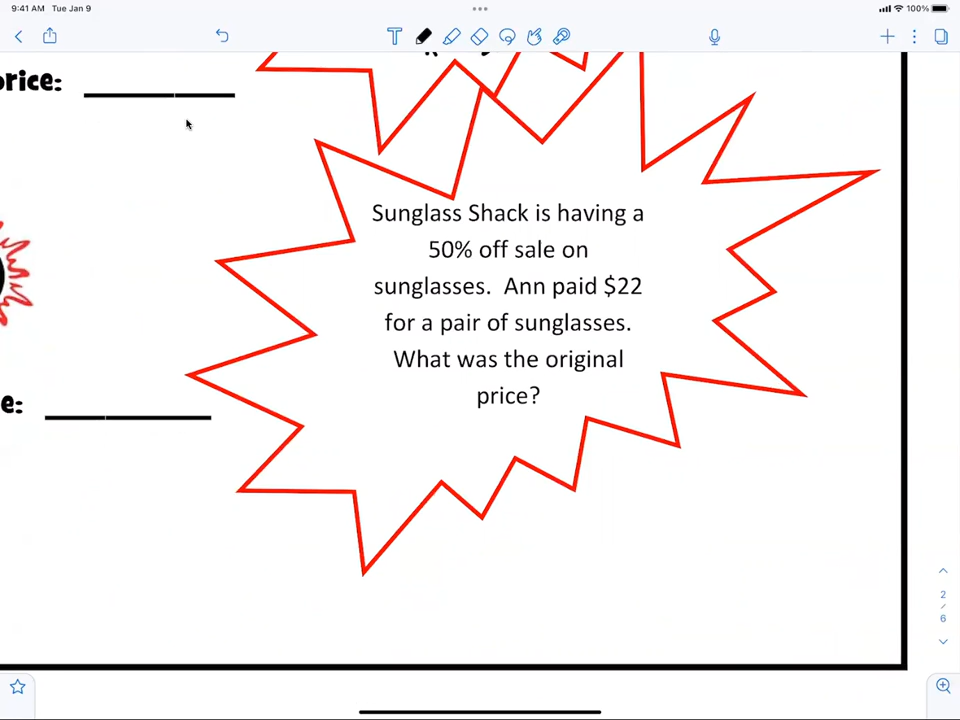 9:41 AM Tue Jan 9
100%
rice:
Sunglass Shack is having a
50% off sale on
sunglasses. Ann paid $22
for a pair of sunglasses.
What was the original
price?
e:
2
/
6